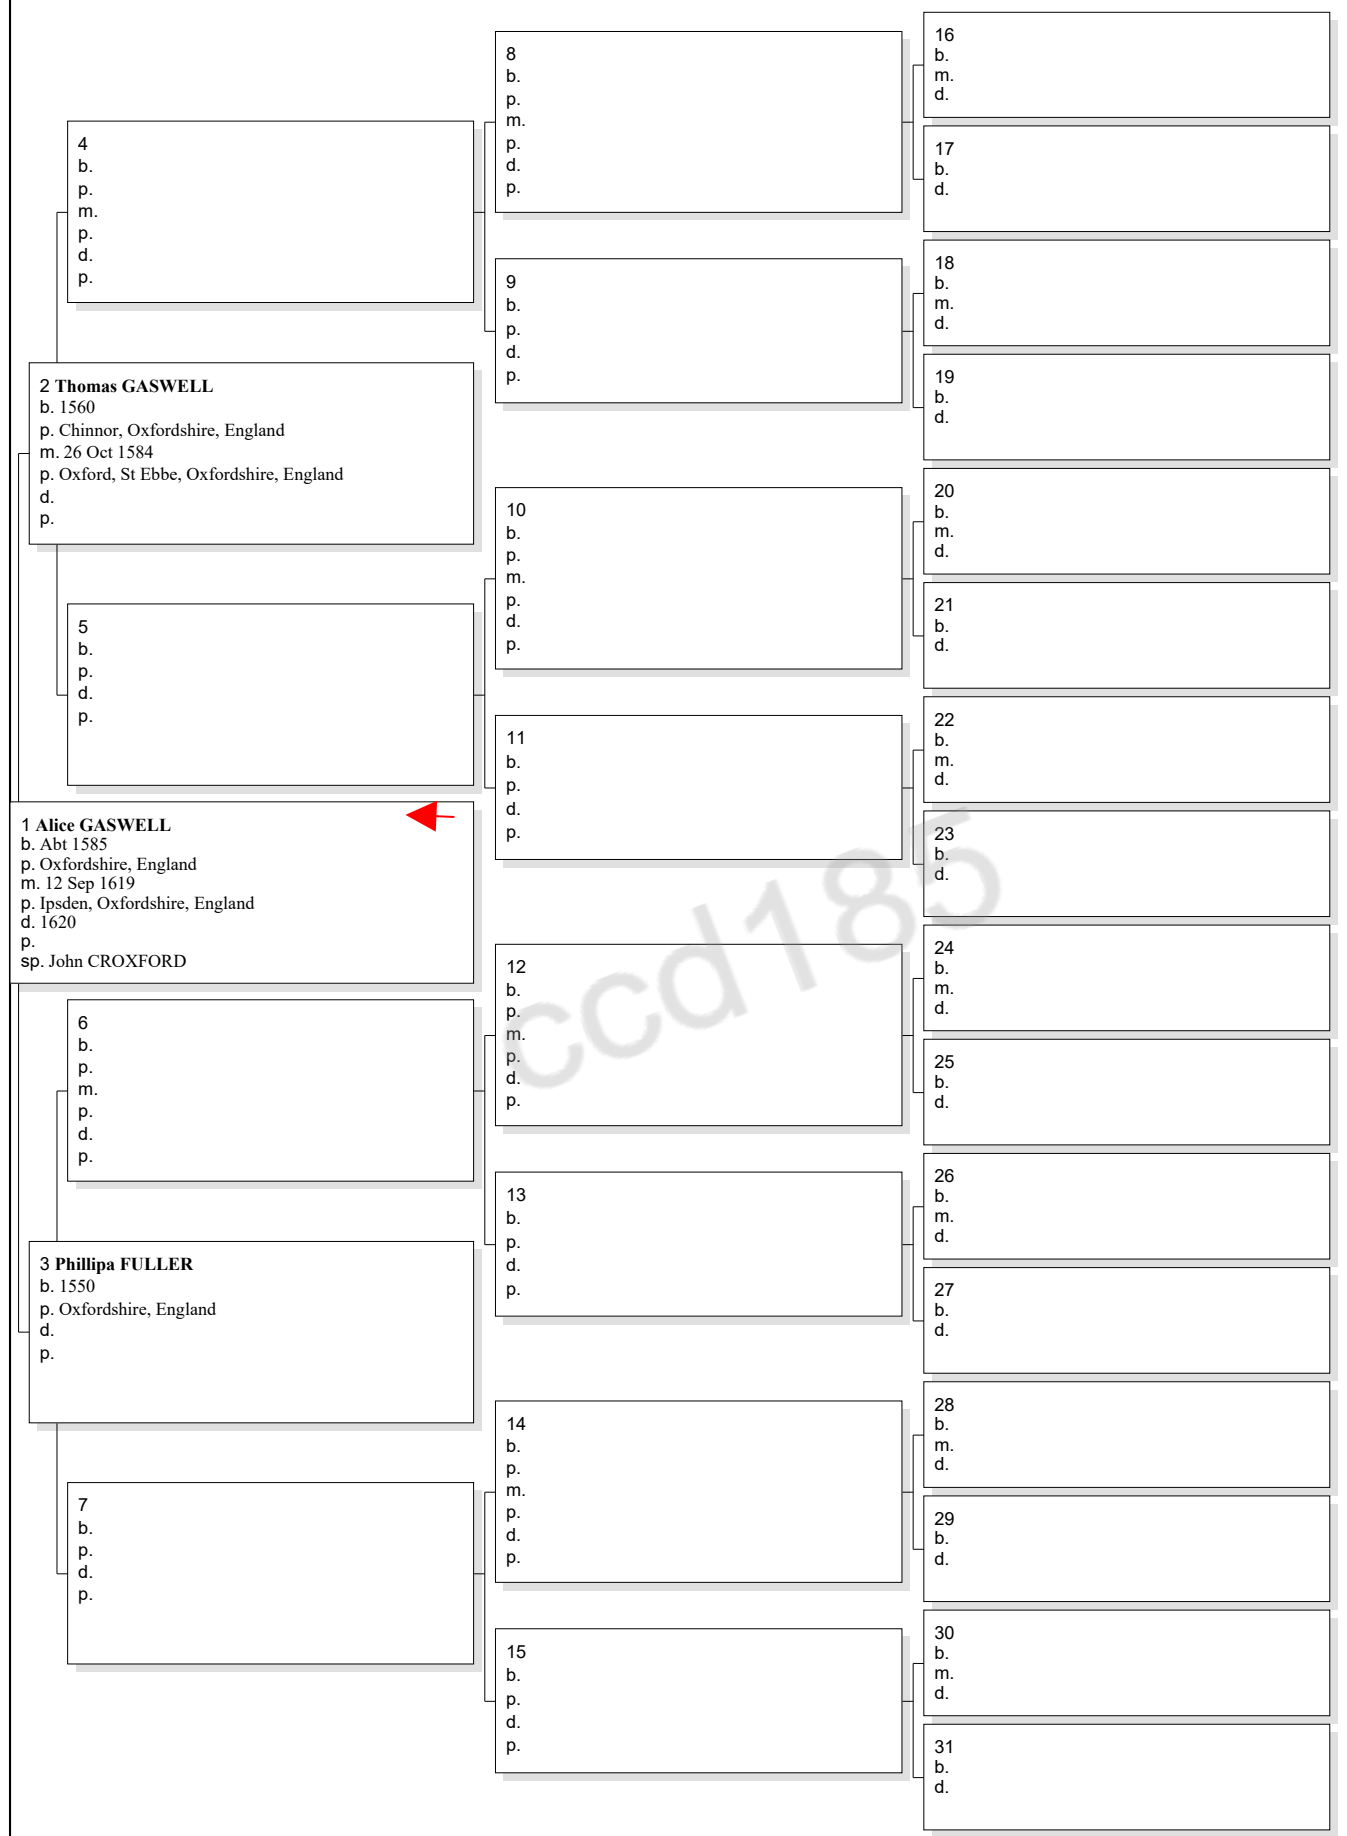 4
b.
p.
m.
p.
d.
p.
2 Thomas GASWELL
b. 1560
p. Chinnor, Oxfordshire, England
m. 26 Oct 1584
p. Oxford, St Ebbe, Oxfordshire, England
d.
p.
5
b.
p.
d.
p.
1 Alice GASWELL
b. Abt 1585
p. Oxfordshire, England
m. 12 Sep 1619
p. Ipsden, Oxfordshire, England
d. 1620
p.
sp. John CROXFORD
6
b.
p.
m.
p.
d.
p.
3 Phillipa FULLER
b. 1550
p. Oxfordshire, England
d.
p.
7
b.
p.
d.
p.
8
b.
p.
m.
p.
d.
p.
9
b.
p.
d.
p.
10
b.
p.
m.
p.
d.
p.
11
b.
p.
d.
p.
12
b.
p.
m.
p.
d.
p.
13
b.
p.
d.
p.
14
b.
p.
m.
p.
d.
p.
15
b.
p.
d.
p.
16
b.
m.
d.
17
b.
d.
18
b.
m.
d.
19
b.
d.
20
b.
m.
d.
21
b.
d.
22
b.
m.
d.
23
b.
d.
24
b.
m.
d.
25
b.
d.
26
b.
m.
d.
27
b.
d.
28
b.
m.
d.
29
b.
d.
30
b.
m.
d.
31
b.
d.
ccd185